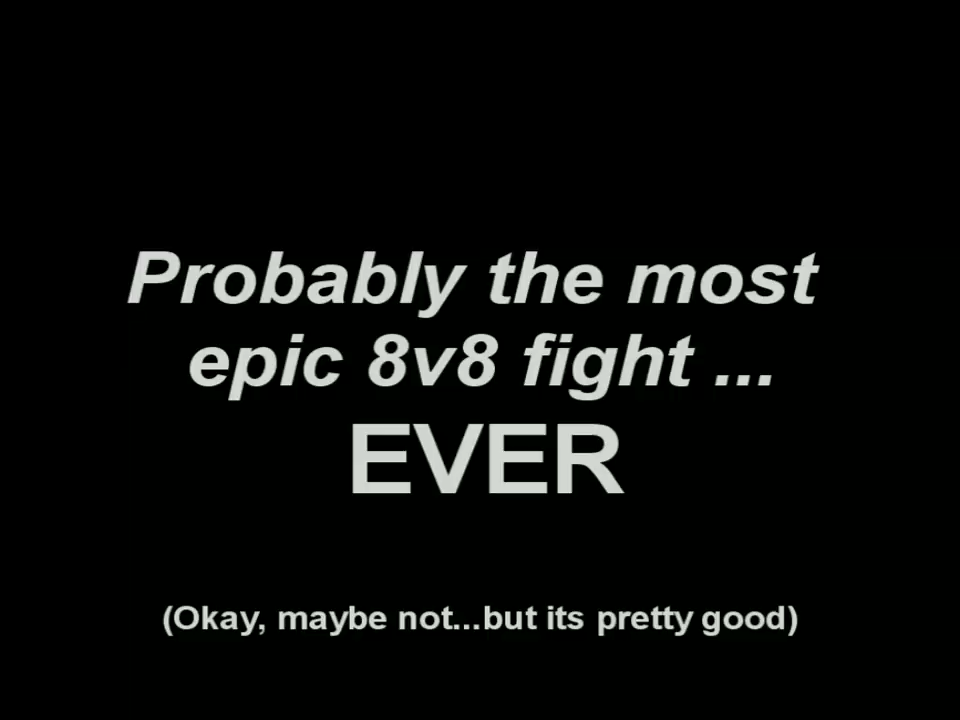 Probably the most
epic 8v8 fight ...
EVER
(Okay, maybe not...but its pretty good)